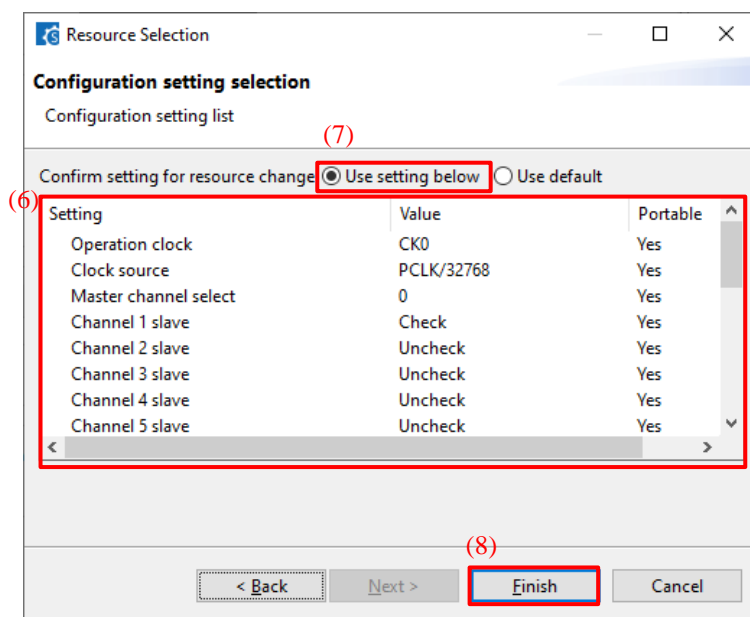 Resource Selection
Configuration setting selection
Configuration setting list
(7)
Confirm setting for resource change Use setting below Use default
(6)
Setting Value Portable
Operation clock CK0 Yes
Clock source PCLK/32768 Yes
Master channel select 0 Yes
Channel 1 slave Check Yes
Channel 2 slave Uncheck Yes
Channel 3 slave Uncheck Yes
Channel 4 slave Uncheck Yes
Channel 5 slave Uncheck Yes
(8)
< Back Next > Finish Cancel